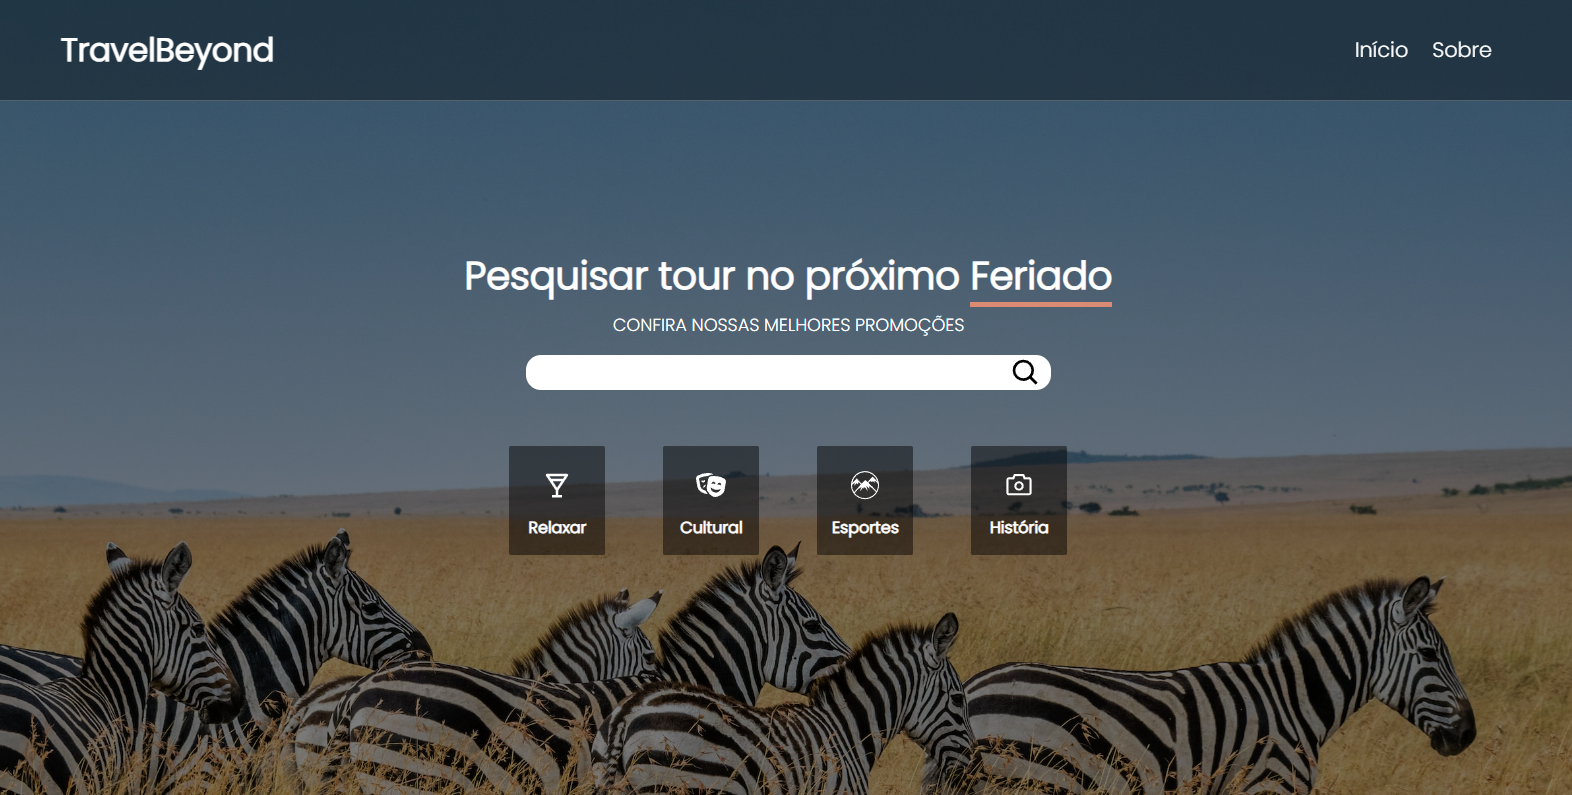 TravelBeyond
Início Sobre
Pesquisar tour no próximo Feriado
CONFIRA NOSSAS MELHORES PROMOÇÕES
Relaxar Cultural Esportes História